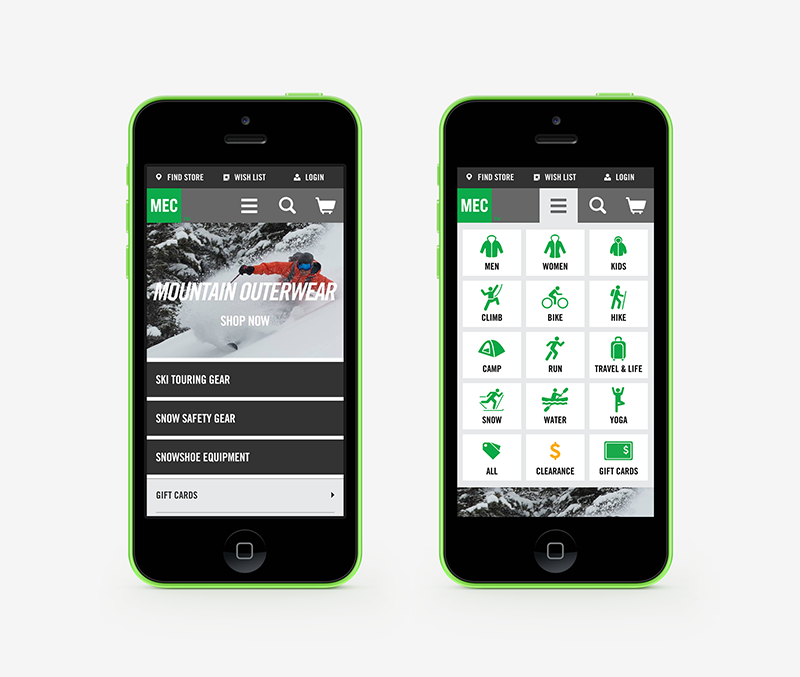 FIND STORE WISH LIST LOGIN
MEC
MOUNTAIN OUTERWEAR
SHOP NOW
SKI TOURING GEAR
SNOW SAFETY GEAR
SNOWSHOE EQUIPMENT
GIFT CARDS
FIND STORE WISH LIST LOGIN
MEC
MEN WOMEN KIDS
CLIMB BIKE HIKE
CAMP RUN TRAVEL & LIFE
SNOW WATER YOGA
$ $
ALL CLEARANCE GIFT CARDS